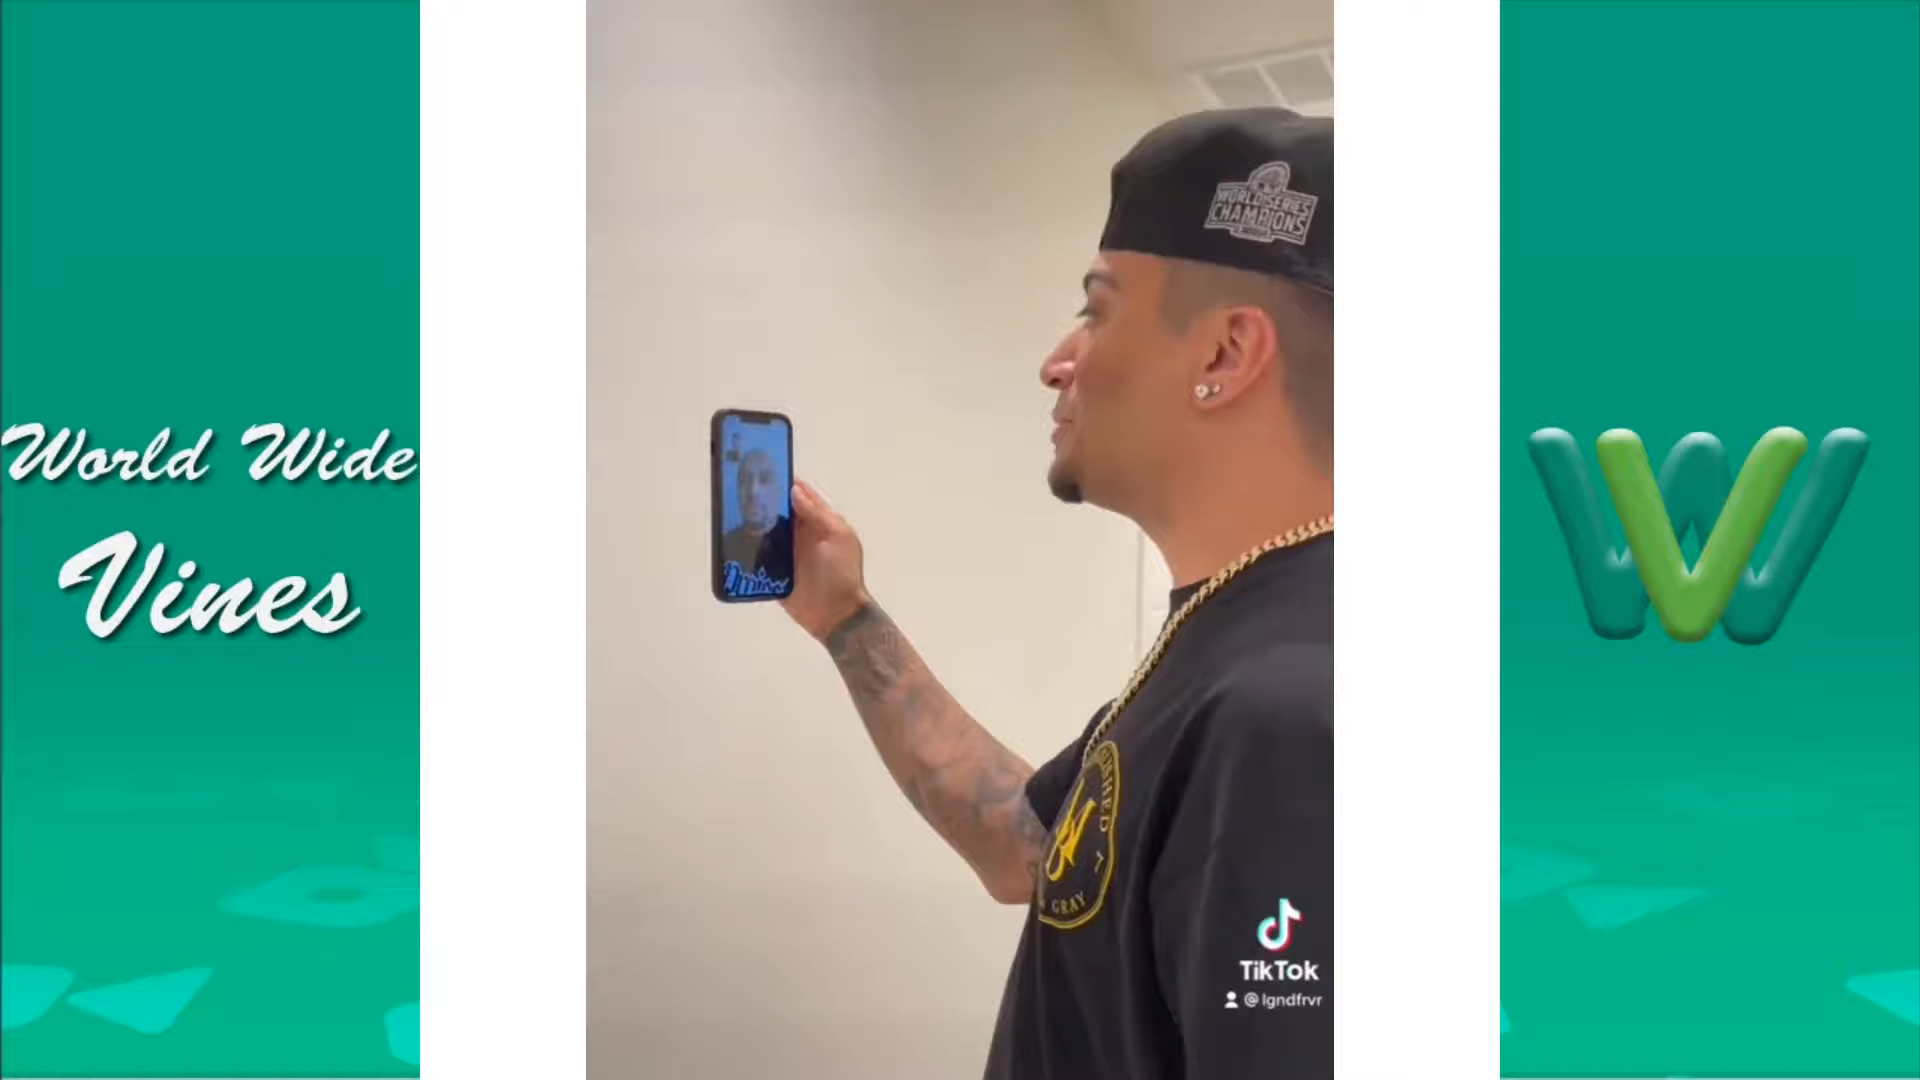 World Wide
Vines
WORLD SERIES
CHAMPIONS
GRAY
TikTok
@lgndfrvr